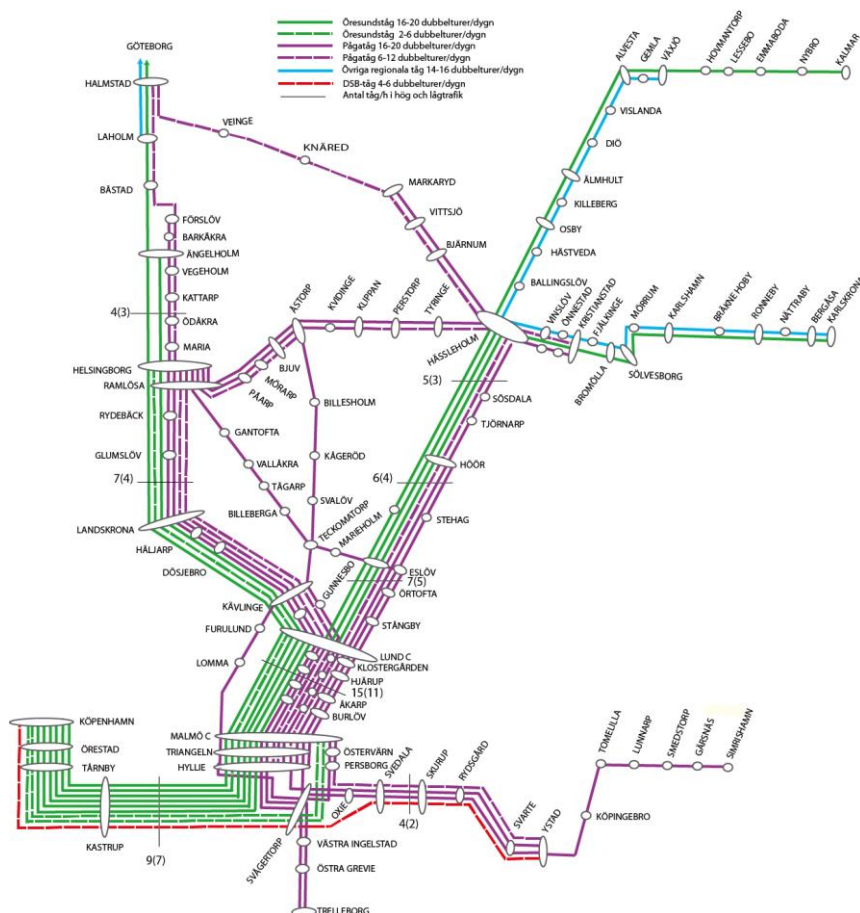 Öresundståg 16-20 dubbelturer/dygn
Öresundståg 2-6 dubbelturer/dygn
Pågatåg 16-20 dubbelturer/dygn
Pågatåg 6-12 dubbelturer/dygn
Övriga regionala tåg 14-16 dubbelturer/dygn
DSB-tåg 4-6 dubbelturer/dygn
Antal tåg/h i hög och lågtrafik
GÖTEBORG
HALMSTAD
LAHOLM
BÅSTAD
VEINGE
KNÄRED
MARKARYD
VITTSJÖ
BJÄRNUM
FÖRSLÖV
BARKÅKRA
ÄNGELHOLM
VEGEHOLM
KATTARP
4(3)
ÖDÅKRA
MARIA
HELSINGBORG
RAMLÖSA
RYDEBÄCK
GLUMSLÖV
7(4)
LANDSKRONA
HÄLJARP
DÖSJEBRO
ÅSTORP
KVIDINGE
KLIPPAN
PERSTORP
TYRINGE
BJUV
MÖRARP
PÅARP
BILLESHOLM
KÅGERÖD
SVALÖV
GANTOFTA
VALLÅKRA
TÅGARP
BILLEBERGA
TECKOMATORP
MARIEHOLM
KÄVLINGE
GUNNESBO
FURULUND
LOMMA
ALVESTA
GEMLA
VÄXJÖ
HOVMANTORP
LESSEBO
EMMABODA
NYBRO
KALMAR
VISLANDA
DIÖ
ÄLMHULT
KILLEBERG
OSBY
HÄSTVEDA
BALLINGSLÖV
HÄSSLEHOLM
VINSLÖV
ÖNNESTAD
KRISTIANSTAD
FJÄLKINGE
BROMÖLLA
SÖLVESBORG
MÖRRUM
KARLSHAMN
BRÄKNE HOBY
RONNEBY
NÄTTRABY
BERGÅSA
KARLSKRONA
5(3)
SÖSDALA
TJÖRNARP
HÖÖR
6(4)
STEHAG
ESLÖV
7(5)
ÖRTOFTA
STÅNGBY
LUND C
KLOSTERGÅRDEN
HJÄRUP
15(11)
ÅKARP
BURLÖV
MALMÖ C
TRIANGELN
HYLLIE
ÖSTERVÄRN
PERSBORG
KÖPENHAMN
ÖRESTAD
TÅRNBY
KASTRUP
9(7)
SVÅGERTORP
OXIE
SVEDALA
SKURUP
RYDSGÅRD
4(2)
SVARTE
YSTAD
KÖPINGEBRO
TOMELILLA
LUNNARP
SMEDSTORP
GÄRSNÄS
SIMRISHAMN
VÄSTRA INGELSTAD
ÖSTRA GREVIE
TRELLEBORG